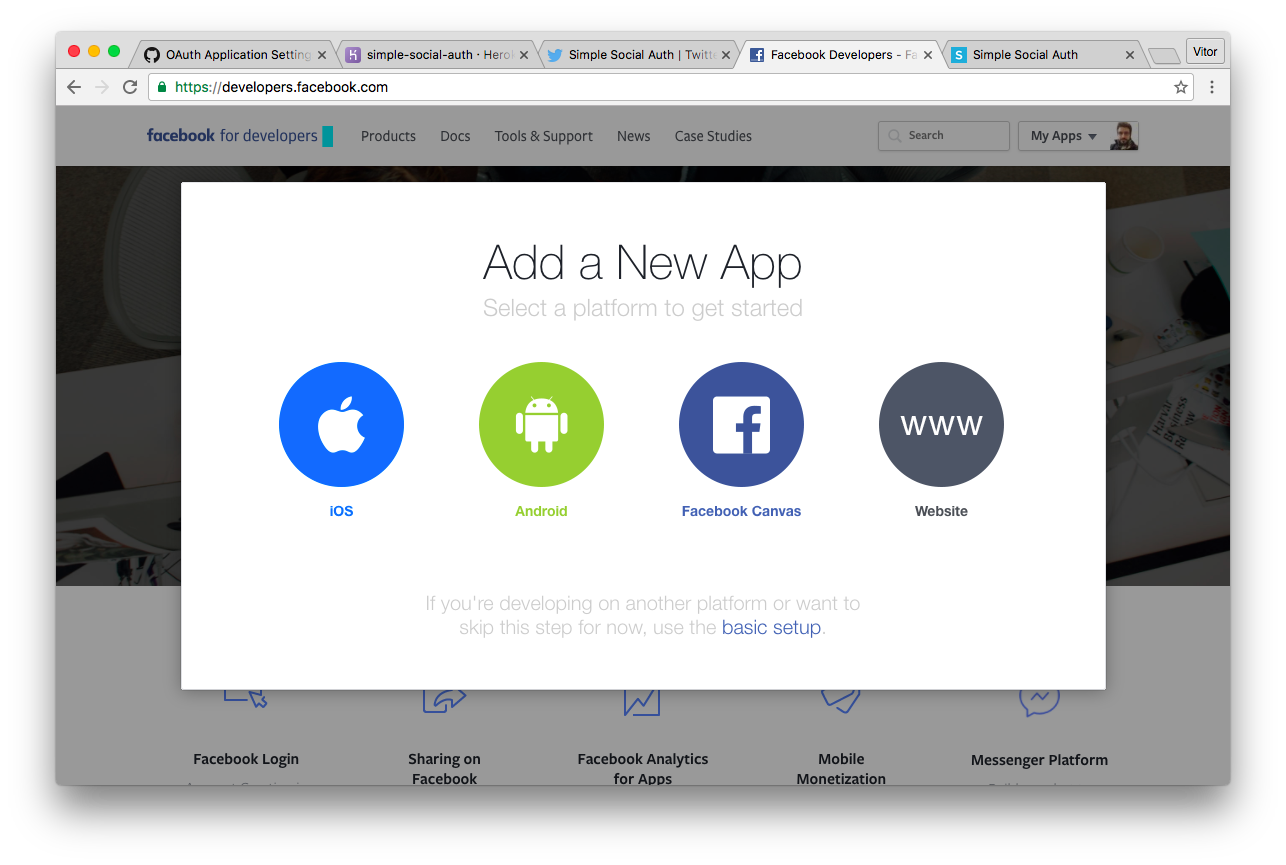 OAuth Application Setting
simple-social-auth · Hero
Simple Social Auth | Twitt
Facebook Developers - Fa
S
Simple Social Auth
Vitor
https://developers.facebook.com
facebook for developers
Products
Docs
Tools & Support
News
Case Studies
Search
My Apps
Add a New App
Select a platform to get started
www
iOS
Android
Facebook Canvas
Website
Harvard
Business
If you're developing on another platform or want to
skip this step for now, use the basic setup.
Facebook Login
Sharing on
Facebook
Facebook Analytics
for Apps
Mobile
Monetization
Messenger Platform